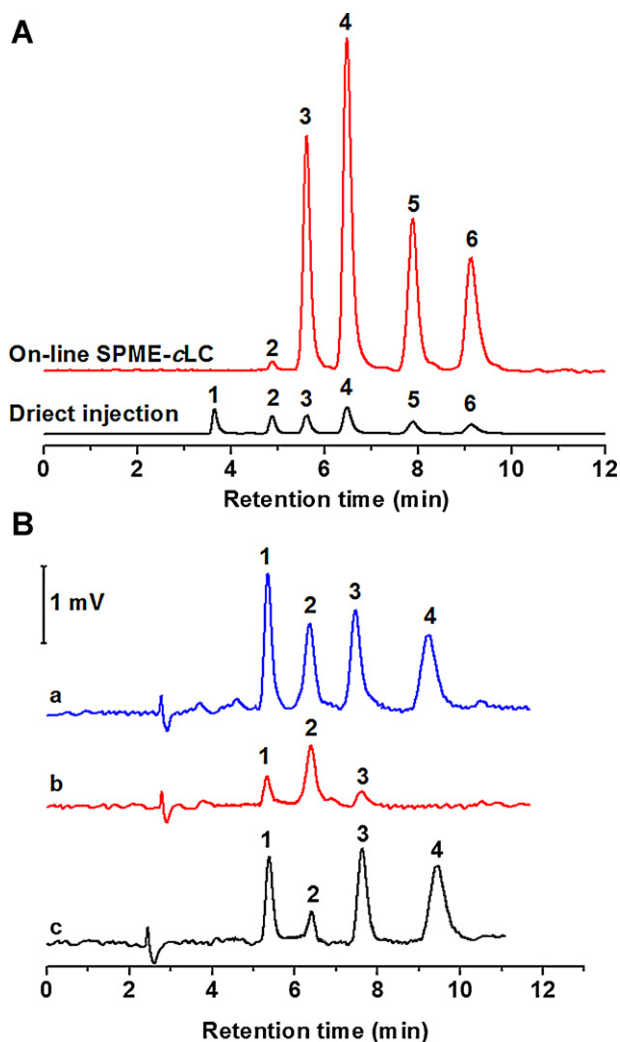 A
4
3
5
6
On-line SPME-cLC
2
Driect injection
1 2 3 4 5 6
0 2 4 6 8 10 12
Retention time (min)
B
1 mV
1 2 3 4
a
1 2 3
b
1 2 3 4
c
0 2 4 6 8 10 12
Retention time (min)